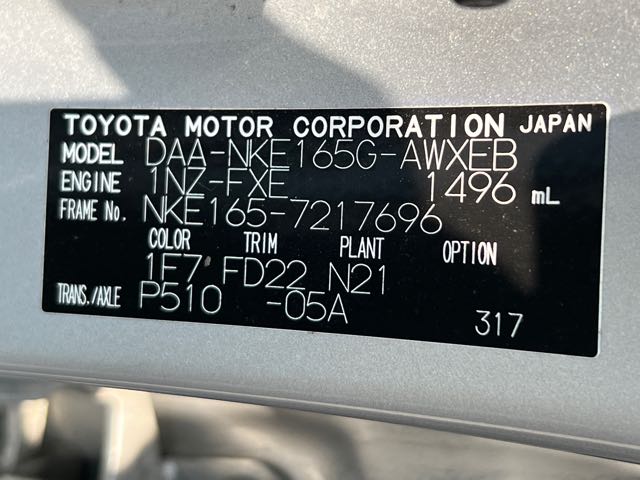 TOYOTA MOTOR CORPORATION JAPAN
MODEL DAA-NKE165G-AWXEB
ENGINE 1NZ-FXE 1496 mL
FRAME No. NKE165-7217696
COLOR TRIM PLANT OPTION
1F7 FD22 N21
TRANS./AXLE P510 -05A
317